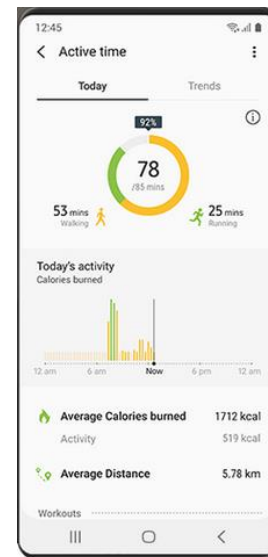 12:45
Active time
Today Trends
92%
78
/85 mins
53 mins 25 mins
Walking Running
Today's activity
Calories burned
12 am 6 am Now 6 pm 12 am
Average Calories burned 1712 kcal
Activity 519 kcal
Average Distance 5.78 km
Workouts